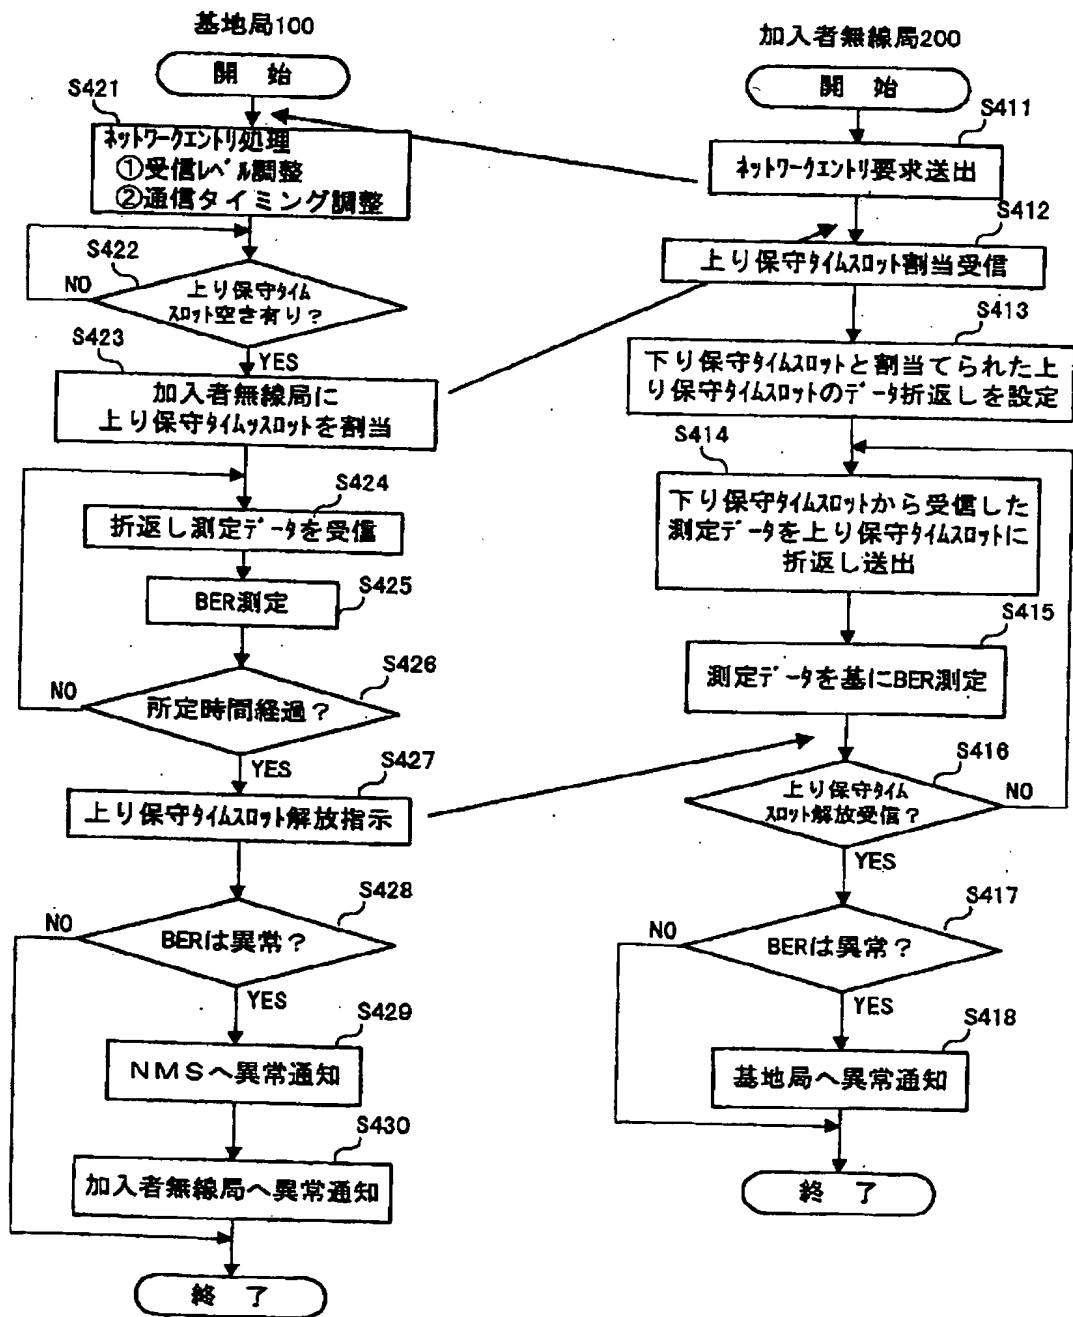 基地局100
開 始
S421
ネットワークエントリ処理
①受信レベル調整
②通信タイミング調整
S422
上り保守タイム
スロット空き有り?
NO
YES
S423
加入者無線局に
上り保守タイムッスロットを割当
S424
折返し測定データを受信
S425
BER測定
S426
所定時間経過?
NO
YES
S427
上り保守タイムスロット解放指示
S428
BERは異常?
NO
YES
S429
NMSへ異常通知
S430
加入者無線局へ異常通知
終 了
加入者無線局200
開 始
S411
ネットワークエントリ要求送出
S412
上り保守タイムスロット割当受信
S413
下り保守タイムスロットと割当てられた上
り保守タイムスロットのデータ折返しを設定
S414
下り保守タイムスロットから受信した
測定データを上り保守タイムスロットに
折返し送出
S415
測定データを基にBER測定
S416
上り保守タイム
スロット解放受信?
NO
YES
S417
BERは異常?
NO
YES
S418
基地局へ異常通知
終 了